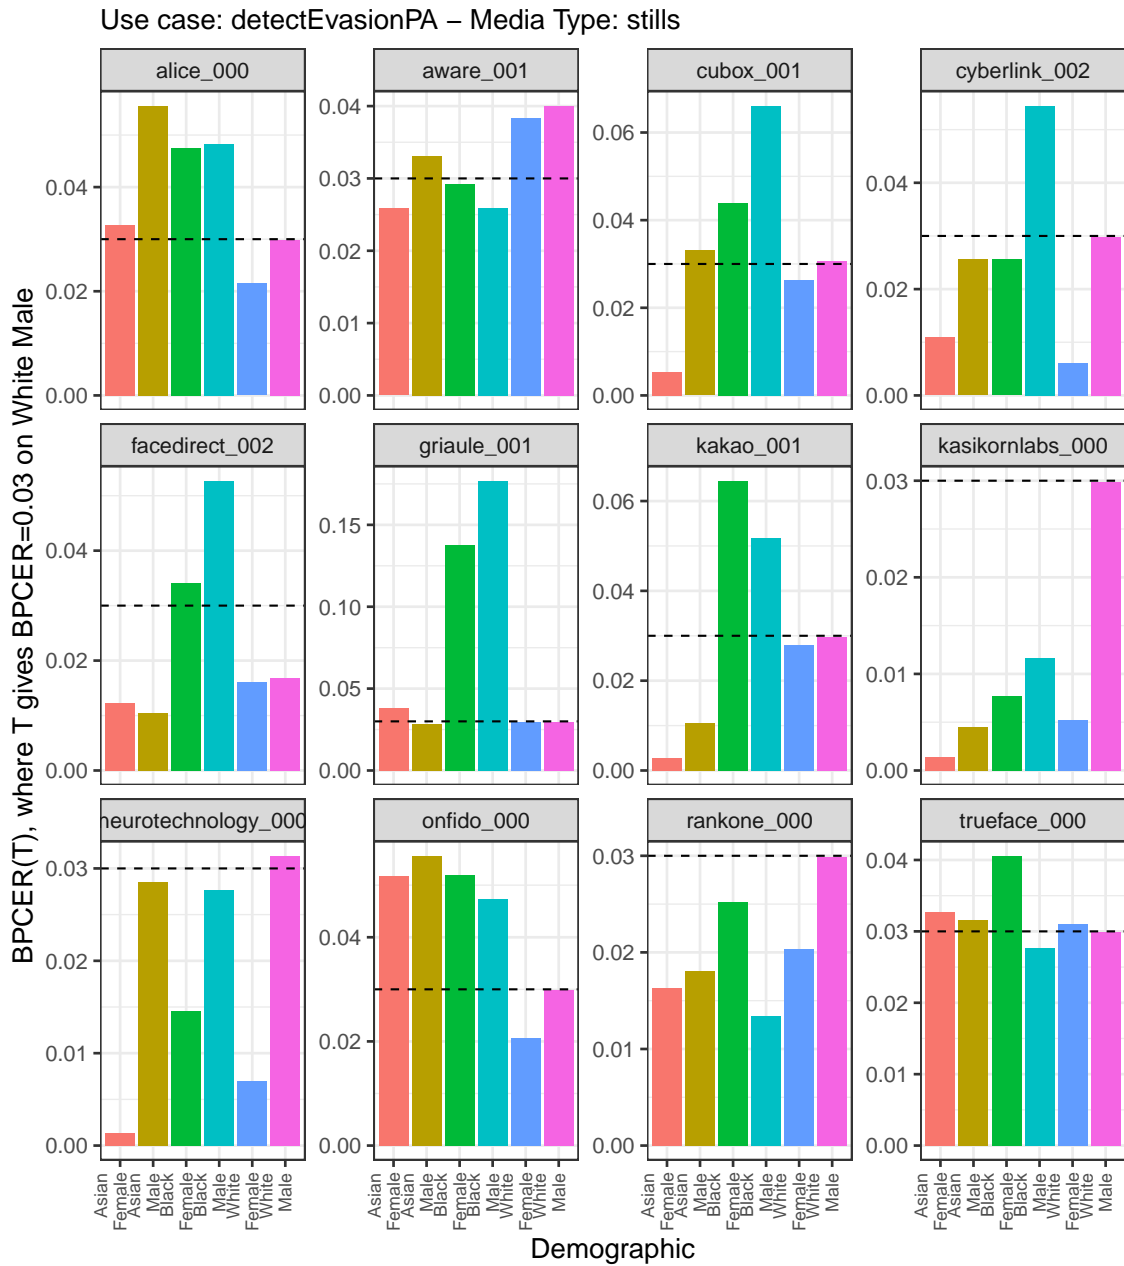 Use case: detectEvasionPA – Media Type: stills
alice_000
aware_001
cubox_001
cyberlink_002
0.04
0.02
0.00
0.04
0.03
0.02
0.01
0.00
0.06
0.04
0.02
0.00
0.04
0.02
0.00
facedirect_002
griaule_001
kakao_001
kasikornlabs_000
0.04
0.02
0.00
0.15
0.10
0.05
0.00
0.06
0.04
0.02
0.00
0.03
0.02
0.01
0.00
neurotechnology_000
onfido_000
rankone_000
trueface_000
0.03
0.02
0.01
0.00
0.04
0.02
0.00
0.03
0.02
0.01
0.00
0.04
0.03
0.02
0.01
0.00
BPCER(T), where T gives BPCER=0.03 on White Male
Asian
Female
Asian
Male
Black
Female
Black
Male
White
Female
White
Male
Asian
Female
Asian
Male
Black
Female
Black
Male
White
Female
White
Male
Asian
Female
Asian
Male
Black
Female
Black
Male
White
Female
White
Male
Asian
Female
Asian
Male
Black
Female
Black
Male
White
Female
White
Male
Demographic